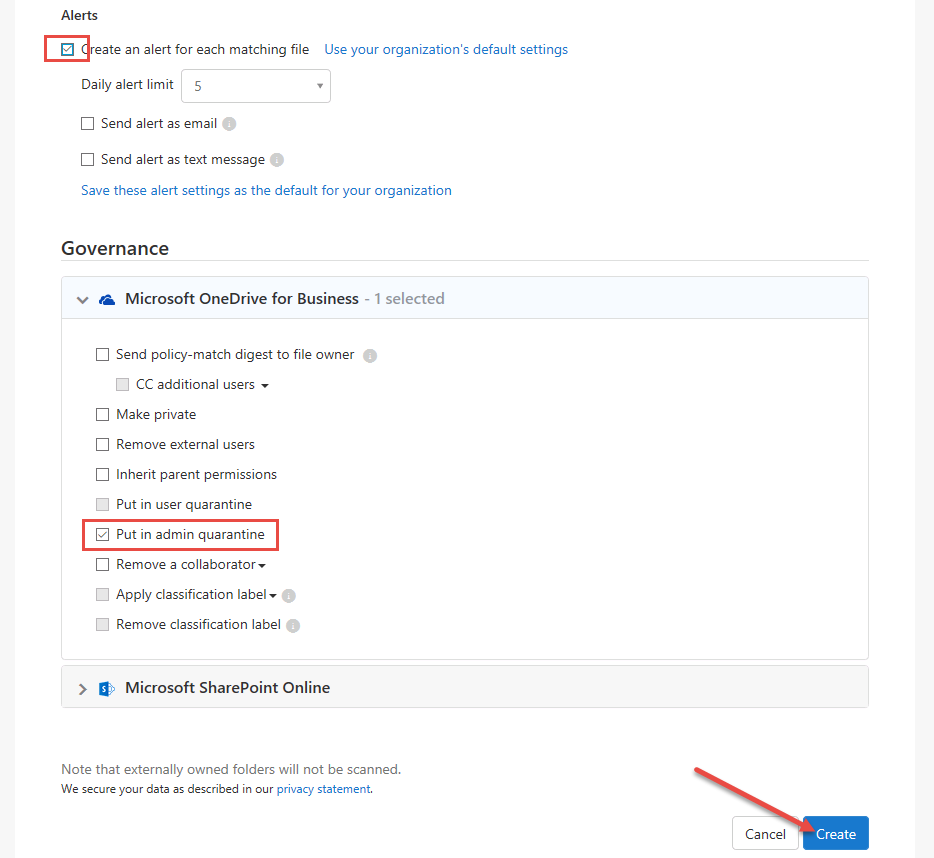 Alerts
Create an alert for each matching file Use your organization's default settings
Daily alert limit 5
Send alert as email
Send alert as text message
Save these alert settings as the default for your organization
Governance
Microsoft OneDrive for Business - 1 selected
Send policy-match digest to file owner
CC additional users
Make private
Remove external users
Inherit parent permissions
Put in user quarantine
Put in admin quarantine
Remove a collaborator
Apply classification label
Remove classification label
Microsoft SharePoint Online
Note that externally owned folders will not be scanned.
We secure your data as described in our privacy statement.
Cancel Create